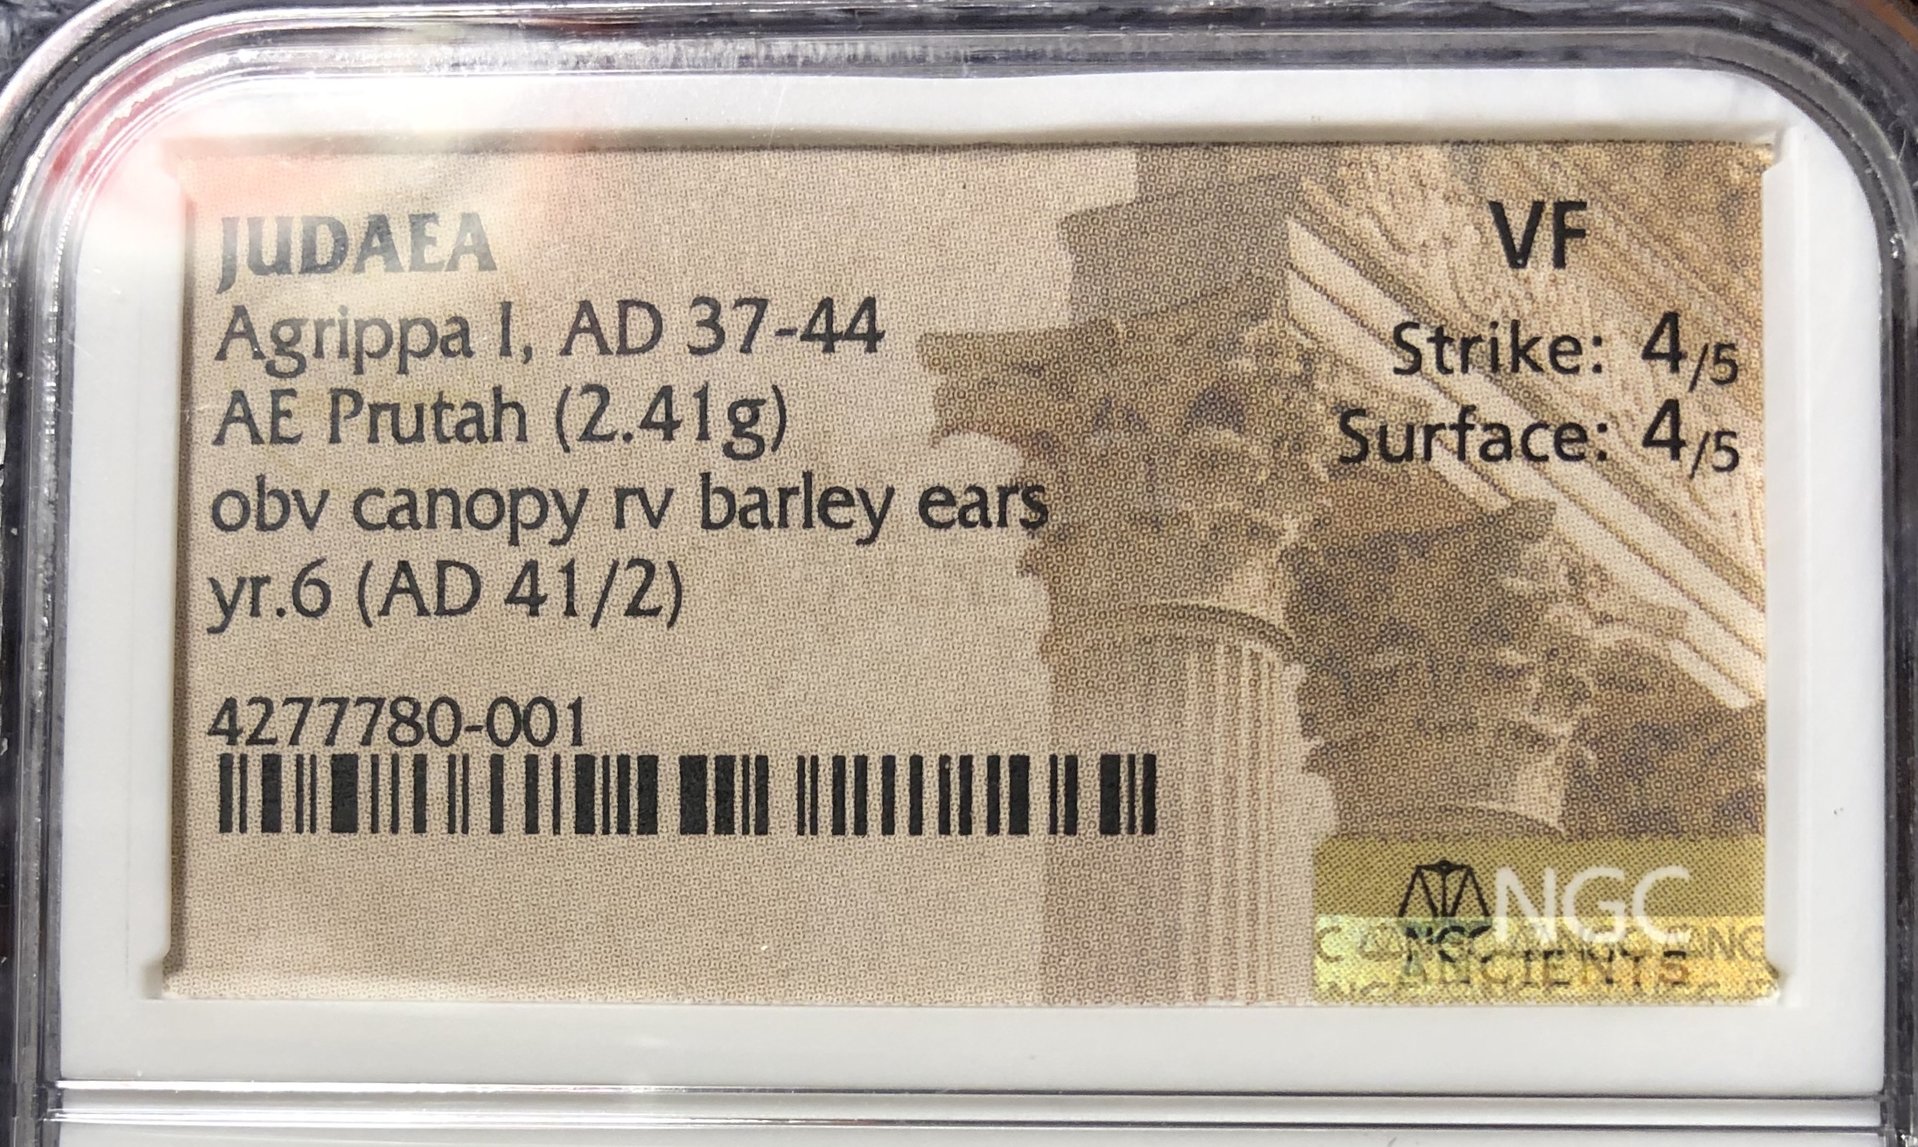 JUDAEA
Agrippa I, AD 37-44
AE Prutah (2.41g)
obv canopy rv barley ears
yr.6 (AD 41/2)
4277780-001
VF
Strike: 4/5
Surface: 4/5
NGC
ANCIENTS